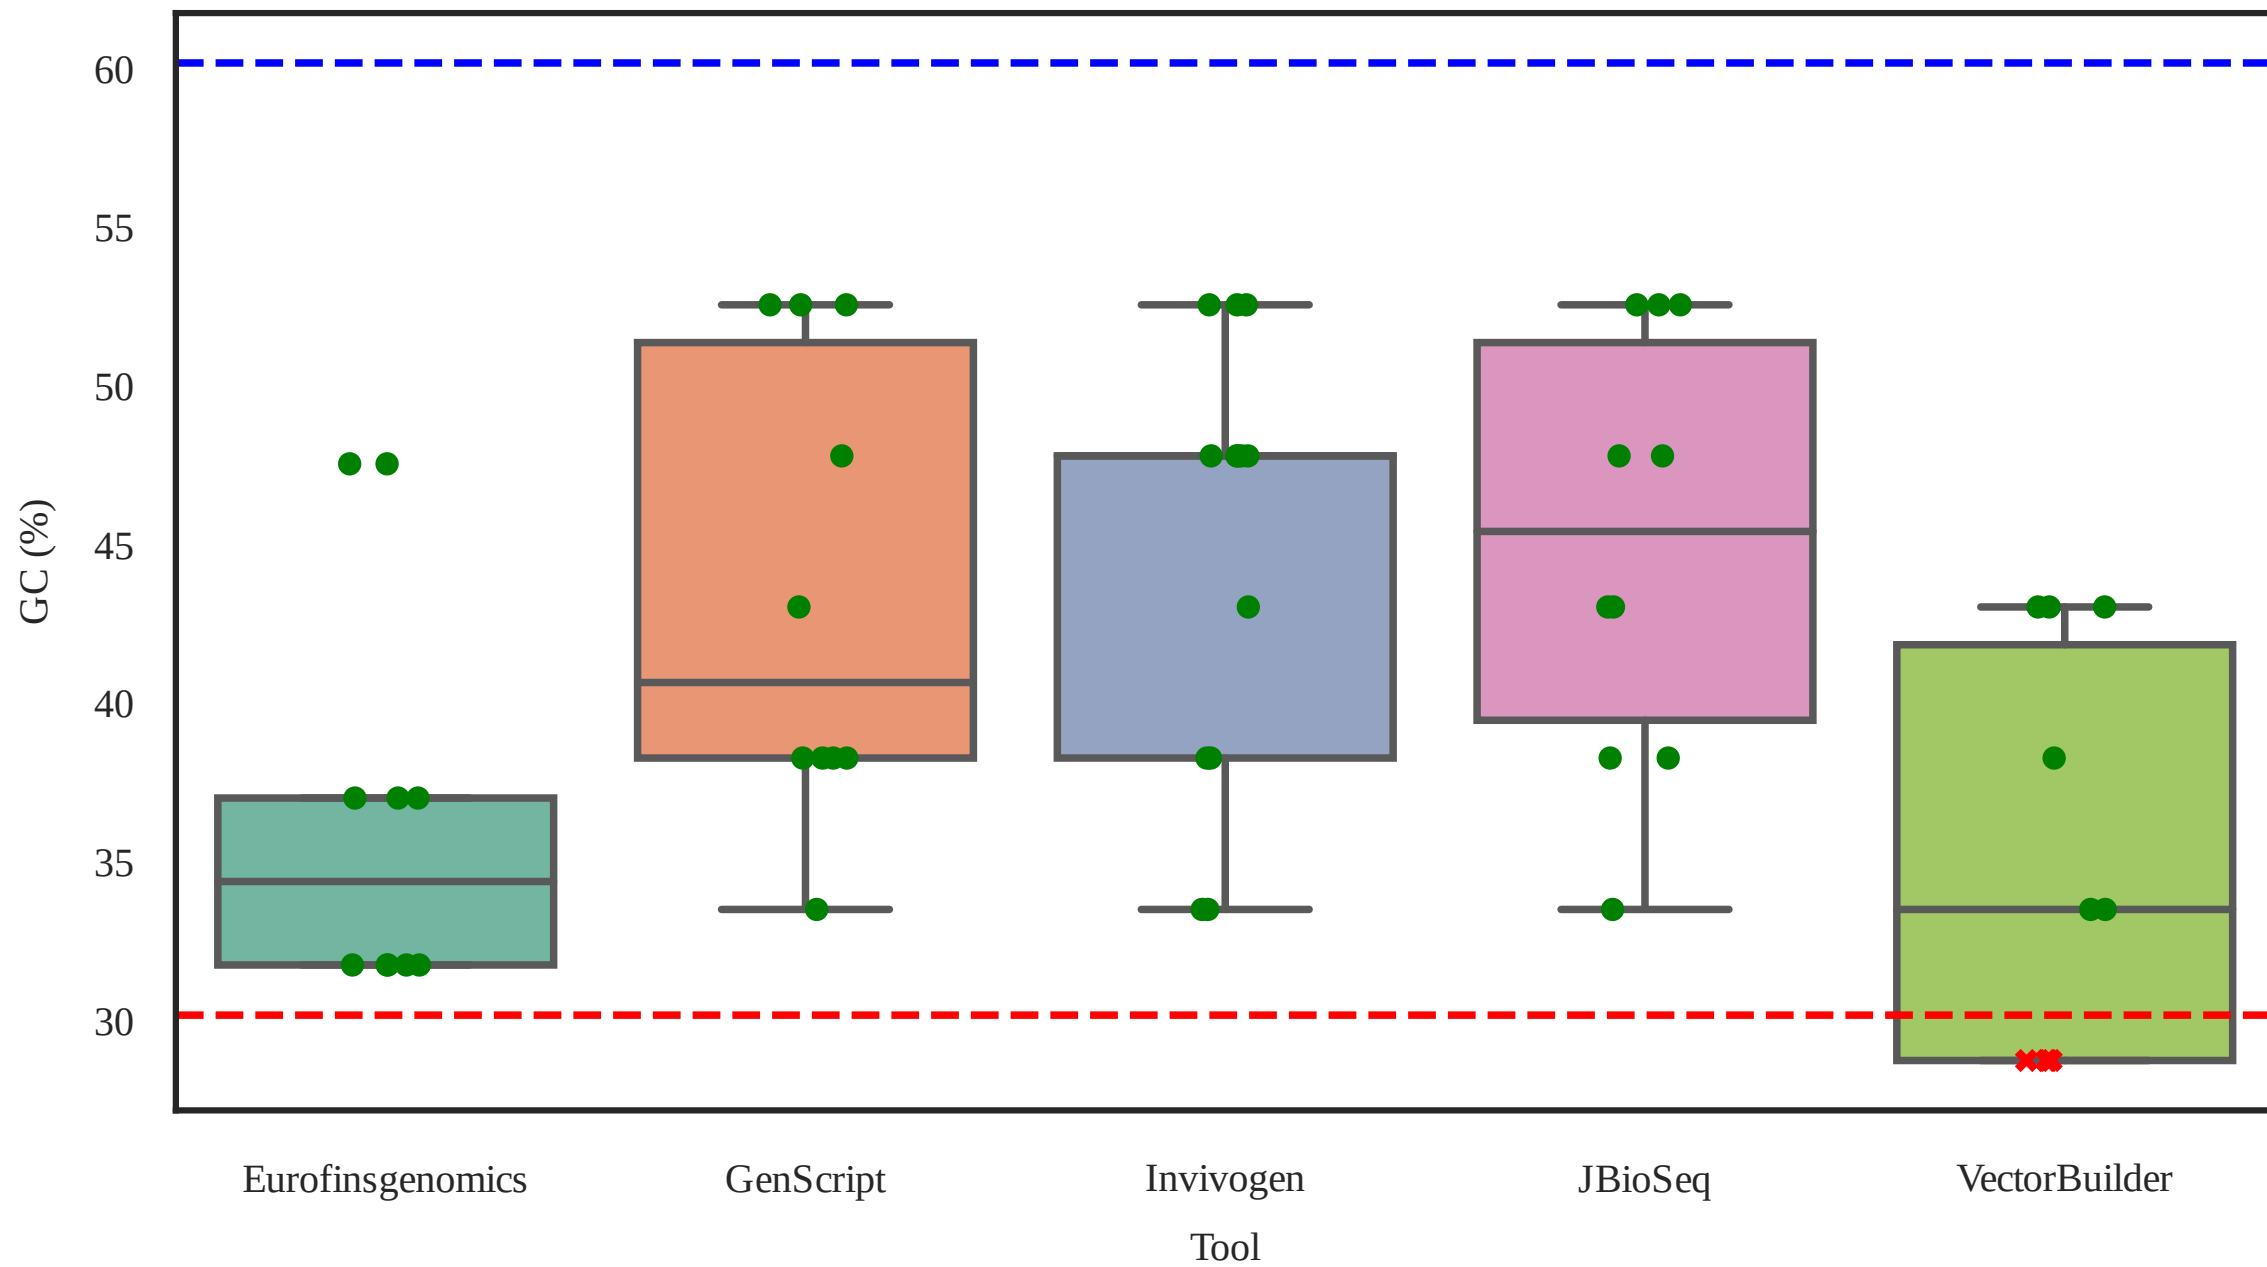 60
55
50
45
40
35
30
GC (%)
Eurofinsgenomics
GenScript
Invivogen
JBioSeq
VectorBuilder
Tool